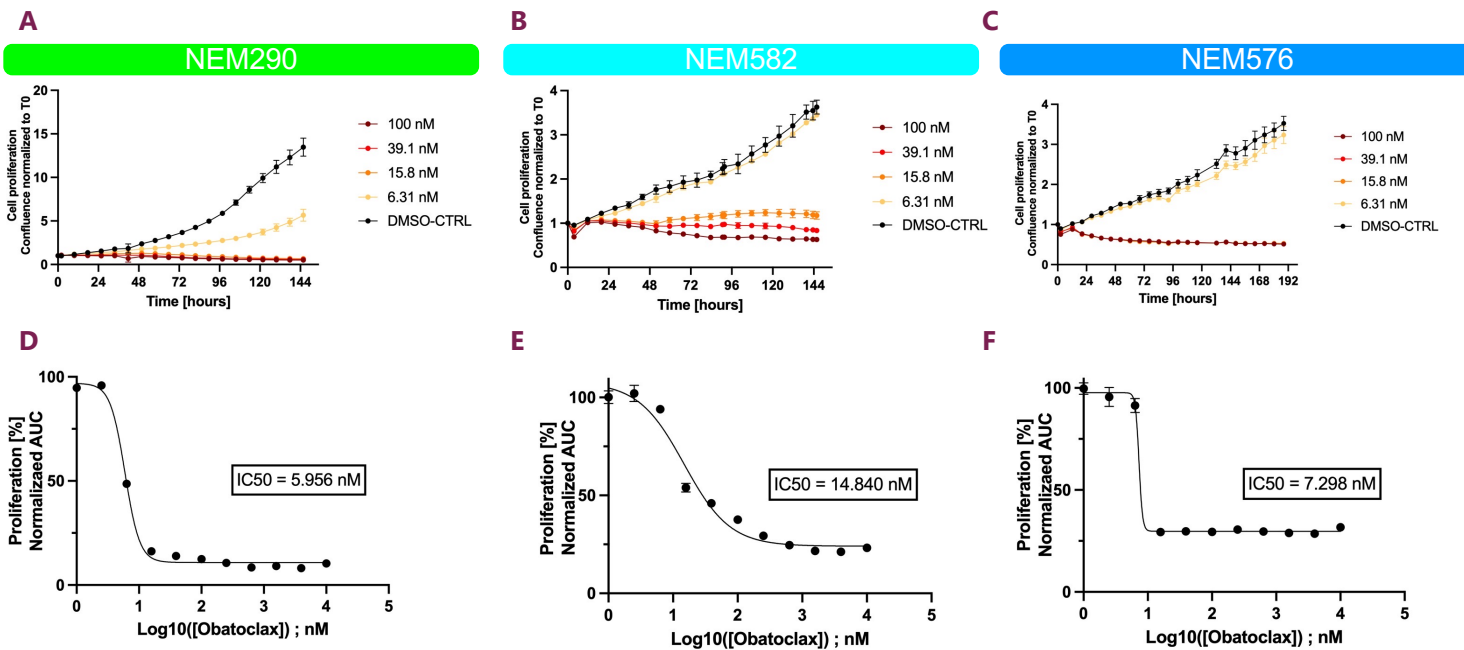 A
B
C
NEM290
NEM582
NEM576
Cell proliferation
Confluence normalized to T0
20
15
10
5
0
0 24 48 72 96 120 144
Time [hours]
100 nM
39.1 nM
15.8 nM
6.31 nM
DMSO-CTRL
Cell proliferation
Confluence normalized to T0
4
3
2
1
0
0 24 48 72 96 120 144
Time [hours]
100 nM
39.1 nM
15.8 nM
6.31 nM
DMSO-CTRL
Cell proliferation
Confluence normalized to T0
4
3
2
1
0
0 24 48 72 96 120 144 168 192
Time [hours]
100 nM
39.1 nM
15.8 nM
6.31 nM
DMSO-CTRL
D
E
F
Proliferation [%]
Normalizaed AUC
100
50
0
0 1 2 3 4 5
Log10([Obatoclax]) ; nM
IC50 = 5.956 nM
Proliferation [%]
Normalizaed AUC
100
50
0
0 1 2 3 4 5
Log10([Obatoclax]) ; nM
IC50 = 14.840 nM
Proliferation [%]
Normalizaed AUC
100
50
0
0 1 2 3 4 5
Log10([Obatoclax]) ; nM
IC50 = 7.298 nM